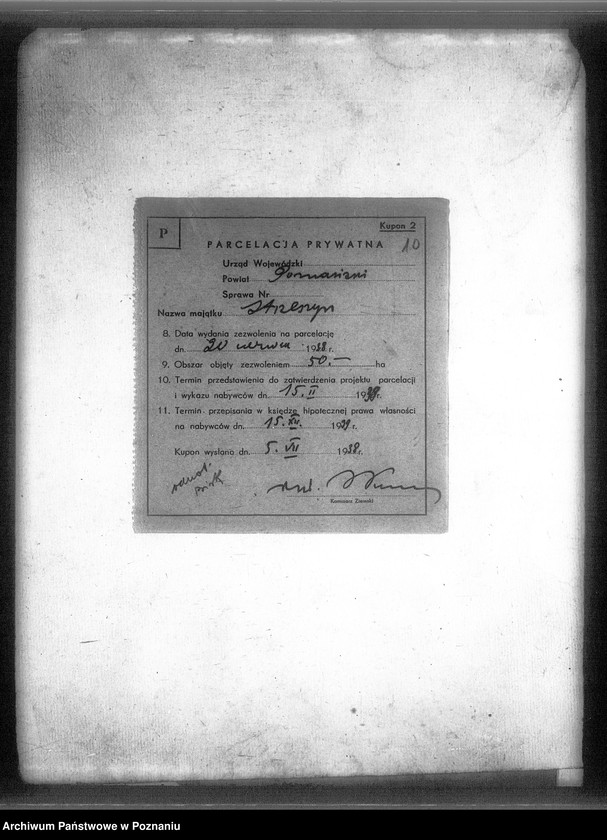 P
Kupon 2
PARCELACJA PRYWATNA
10
Urząd Wojewódzki
Powiat Poznański
Sprawa Nr
Nazwa majątku Strzeszyn
8. Data wydania zezwolenia na parcelację
dn. 20 czerwca 1938 r.
9. Obszar objęty zezwoleniem 50.— ha
10. Termin przedstawienia do zatwierdzenia projektu parcelacji
i wykazu nabywców dn. 15. II 1939 r.
11. Termin przepisania w księdze hipotecznej prawa własności
na nabywców dn. 15. XII. 1939 r.
Kupon wysłano dn. 5. VII 1938 r.
Komisarz Ziemski
Archiwum Państwowe w Poznaniu